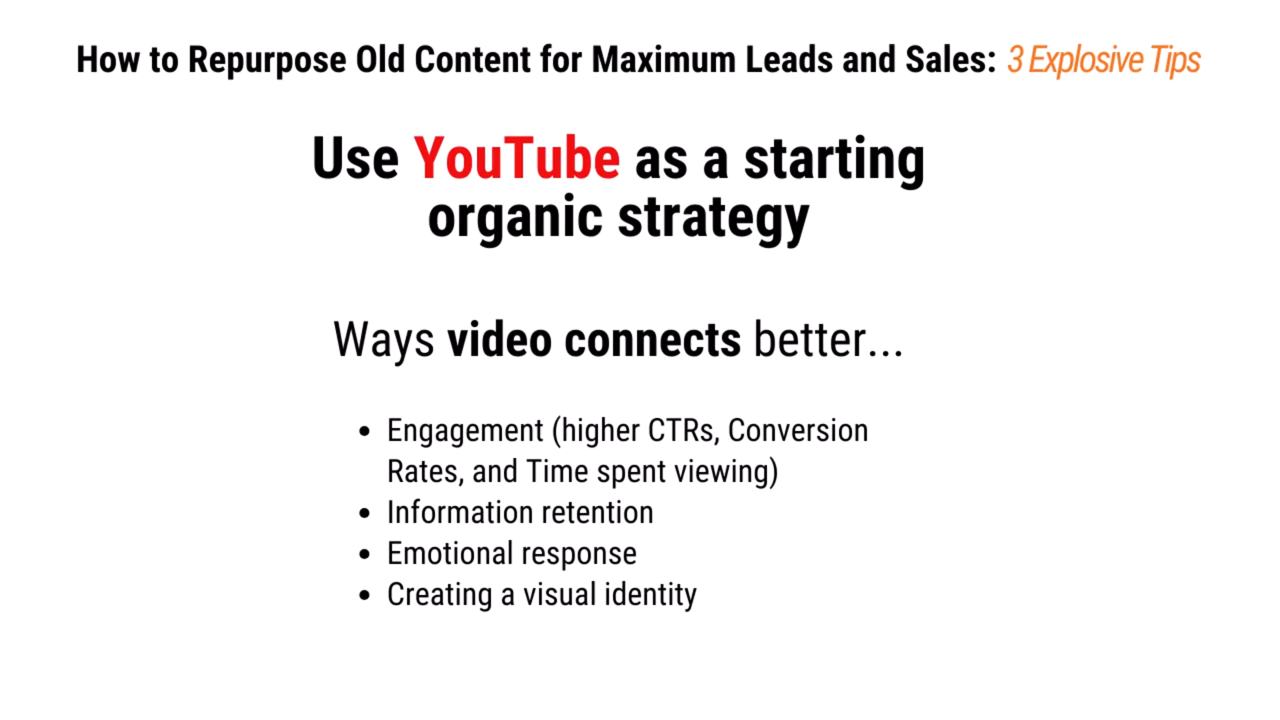 How to Repurpose Old Content for Maximum Leads and Sales: 3 Explosive Tips
Use YouTube as a starting
organic strategy
Ways video connects better...
• Engagement (higher CTRs, Conversion
Rates, and Time spent viewing)
• Information retention
• Emotional response
• Creating a visual identity